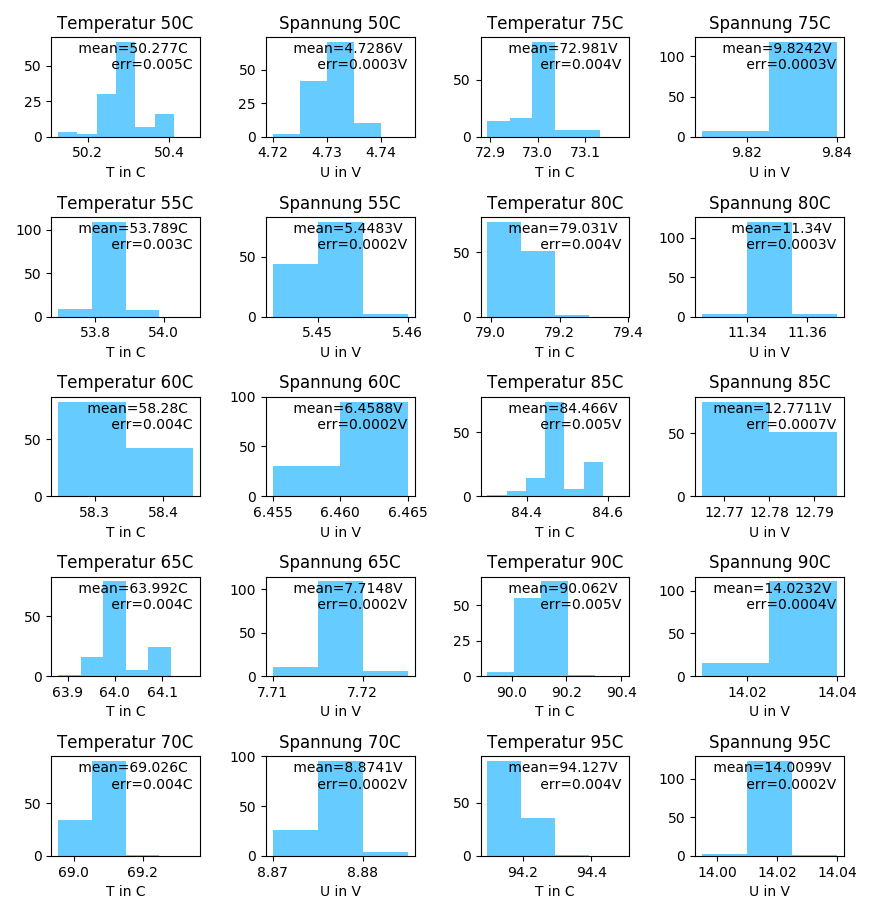 Temperatur 50C
mean=50.277C
err=0.005C
50
25
0
50.2 50.4
T in C
Spannung 50C
mean=4.7286V
err=0.0003V
50
25
0
4.72 4.73 4.74
U in V
Temperatur 75C
mean=72.981V
err=0.004V
50
0
72.9 73.0 73.1
T in C
Spannung 75C
mean=9.8242V
err=0.0003V
100
50
0
9.82 9.84
U in V
Temperatur 55C
mean=53.789C
err=0.003C
100
50
0
53.8 54.0
T in C
Spannung 55C
mean=5.4483V
err=0.0002V
50
0
5.45 5.46
U in V
Temperatur 80C
mean=79.031V
err=0.004V
50
0
79.0 79.2 79.4
T in C
Spannung 80C
mean=11.34V
err=0.0003V
100
50
0
11.34 11.36
U in V
Temperatur 60C
mean=58.28C
err=0.004C
50
0
58.3 58.4
T in C
Spannung 60C
mean=6.4588V
err=0.0002V
100
50
0
6.455 6.460 6.465
U in V
Temperatur 85C
mean=84.466V
err=0.005V
50
0
84.4 84.6
T in C
Spannung 85C
mean=12.7711V
err=0.0007V
50
0
12.77 12.78 12.79
U in V
Temperatur 65C
mean=63.992C
err=0.004C
50
0
63.9 64.0 64.1
T in C
Spannung 65C
mean=7.7148V
err=0.0002V
100
50
0
7.71 7.72
U in V
Temperatur 90C
mean=90.062V
err=0.005V
50
25
0
90.0 90.2 90.4
T in C
Spannung 90C
mean=14.0232V
err=0.0004V
100
50
0
14.02 14.04
U in V
Temperatur 70C
mean=69.026C
err=0.004C
50
0
69.0 69.2
T in C
Spannung 70C
mean=8.8741V
err=0.0002V
100
50
0
8.87 8.88
U in V
Temperatur 95C
mean=94.127V
err=0.004V
50
0
94.2 94.4
T in C
Spannung 95C
mean=14.0099V
err=0.0002V
100
50
0
14.00 14.02 14.04
U in V